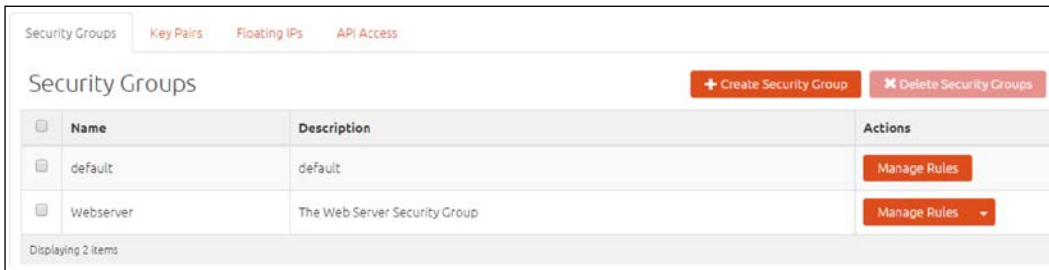 Security Groups Key Pairs Floating IPs API Access
Security Groups
+ Create Security Group ✖ Delete Security Groups
Name Description Actions
default default Manage Rules
Webserver The Web Server Security Group Manage Rules
Displaying 2 items